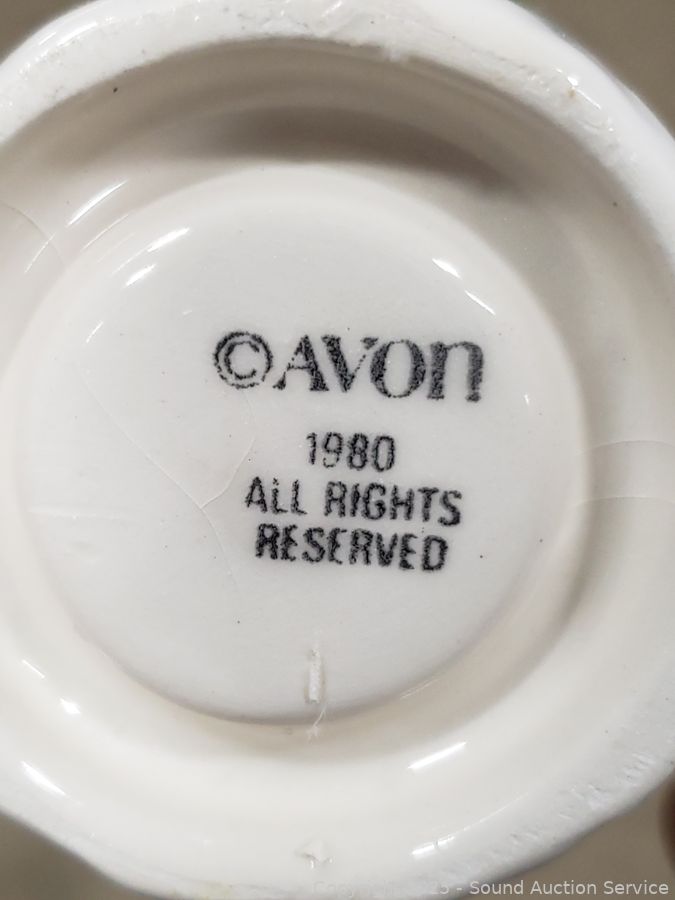 ©AVON
1980
ALL RIGHTS
RESERVED
- Sound Auction Service